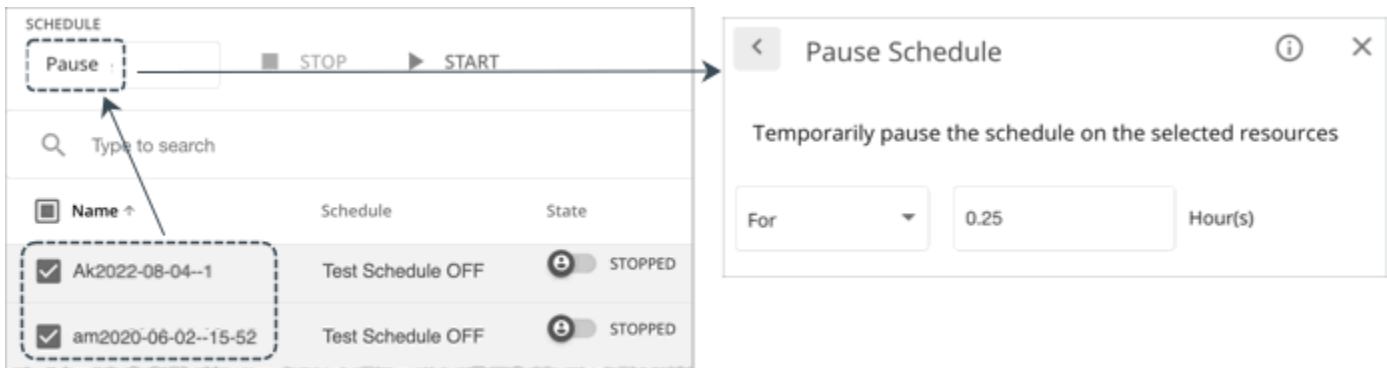 SCHEDULE
Pause
STOP
START
Type to search
Name
Schedule
State
Ak2022-08-04--1
Test Schedule OFF
STOPPED
am2020-06-02--15-52
Test Schedule OFF
STOPPED
Pause Schedule
Temporarily pause the schedule on the selected resources
For
0.25
Hour(s)